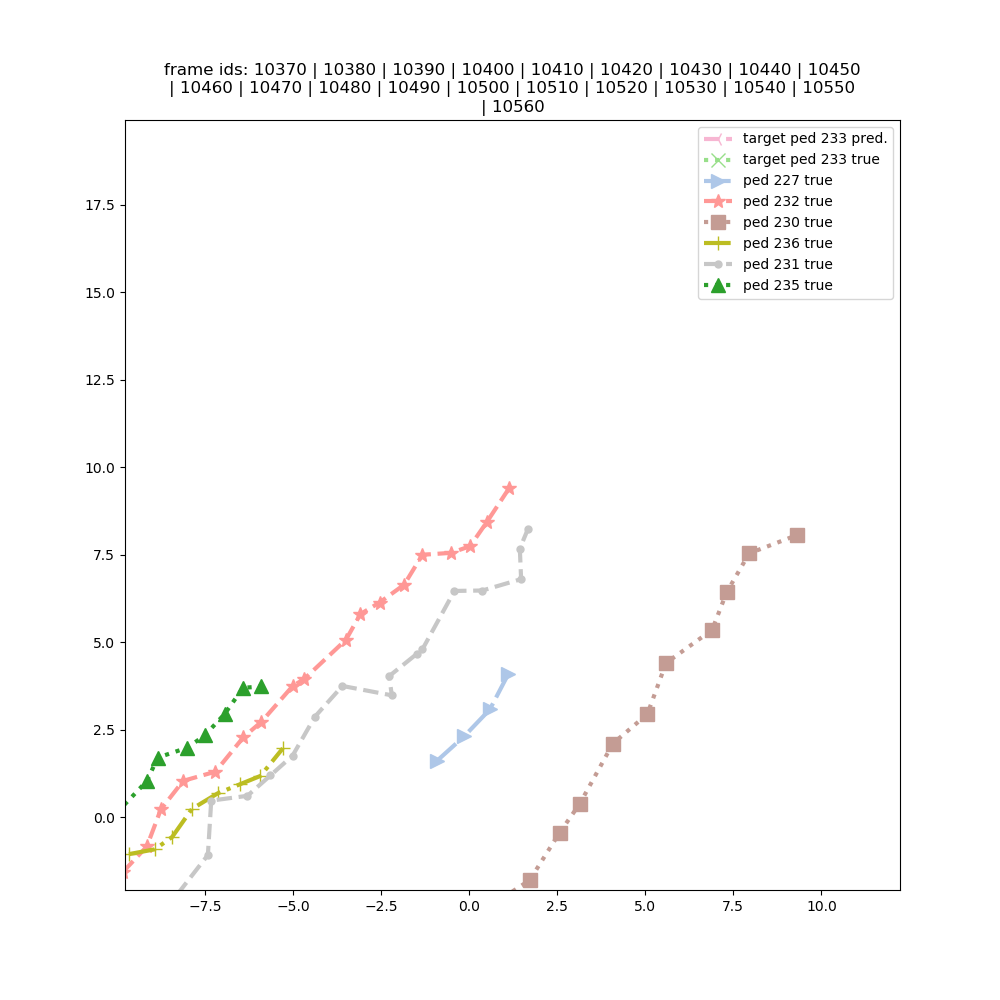 frame ids: 10370 | 10380 | 10390 | 10400 | 10410 | 10420 | 10430 | 10440 | 10450
| 10460 | 10470 | 10480 | 10490 | 10500 | 10510 | 10520 | 10530 | 10540 | 10550
| 10560
target ped 233 pred.
target ped 233 true
ped 227 true
ped 232 true
ped 230 true
ped 236 true
ped 231 true
ped 235 true
17.5
15.0
12.5
10.0
7.5
5.0
2.5
0.0
−7.5 −5.0 −2.5 0.0 2.5 5.0 7.5 10.0